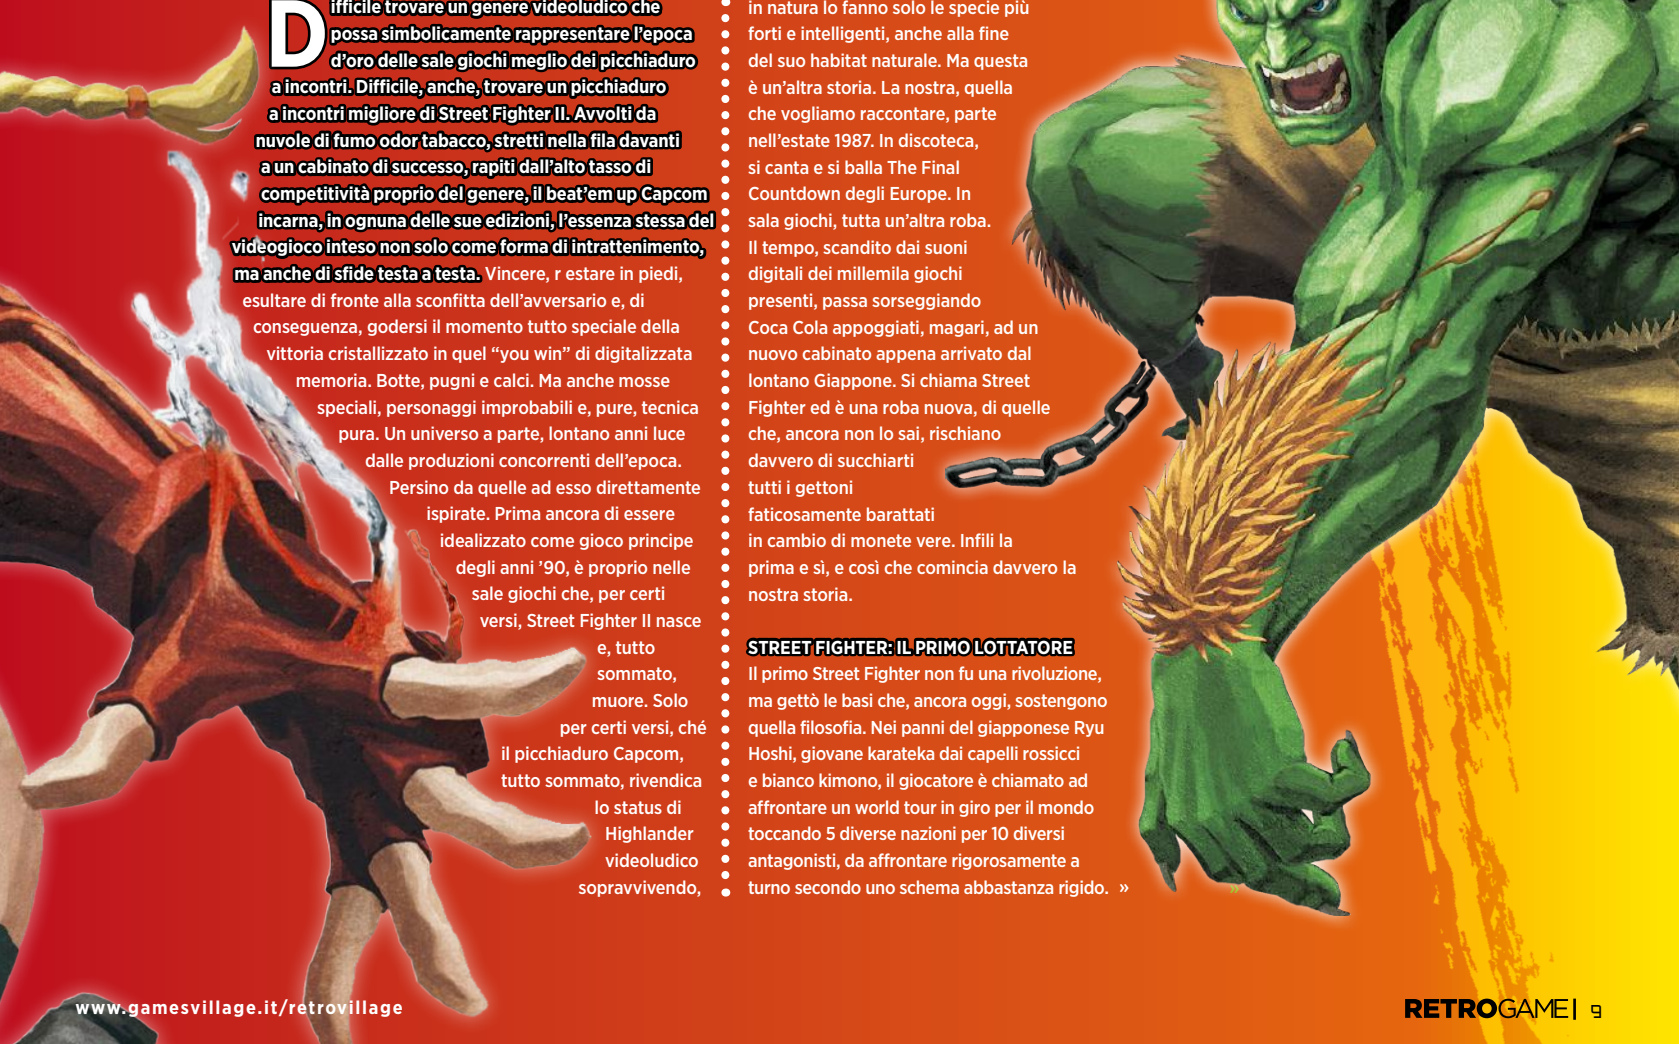 Difficile trovare un genere videoludico che
possa simbolicamente rappresentare l'epoca
d'oro delle sale giochi meglio dei picchiaduro
a incontri. Difficile, anche, trovare un picchiaduro
a incontri migliore di Street Fighter II. Avvolti da
nuvole di fumo odor tabacco, stretti nella fila davanti
a un cabinato di successo, rapiti dall'alto tasso di
competitività proprio del genere, il beat'em up Capcom
incarna, in ognuna delle sue edizioni, l'essenza stessa del
videogioco inteso non solo come forma di intrattenimento,
ma anche di sfide testa a testa. Vincere, r estare in piedi,
esultare di fronte alla sconfitta dell'avversario e, di
conseguenza, godersi il momento tutto speciale della
vittoria cristallizzato in quel “you win” di digitalizzata
memoria. Botte, pugni e calci. Ma anche mosse
speciali, personaggi improbabili e, pure, tecnica
pura. Un universo a parte, lontano anni luce
dalle produzioni concorrenti dell'epoca.
Persino da quelle ad esso direttamente
ispirate. Prima ancora di essere
idealizzato come gioco principe
degli anni ’90, è proprio nelle
sale giochi che, per certi
versi, Street Fighter II nasce
e, tutto
sommato,
muore. Solo
per certi versi, ché
il picchiaduro Capcom,
tutto sommato, rivendica
lo status di
Highlander
videoludico
sopravvivendo,
in natura lo fanno solo le specie più
forti e intelligenti, anche alla fine
del suo habitat naturale. Ma questa
è un'altra storia. La nostra, quella
che vogliamo raccontare, parte
nell'estate 1987. In discoteca,
si canta e si balla The Final
Countdown degli Europe. In
sala giochi, tutta un'altra roba.
Il tempo, scandito dai suoni
digitali dei millemila giochi
presenti, passa sorseggiando
Coca Cola appoggiati, magari, ad un
nuovo cabinato appena arrivato dal
lontano Giappone. Si chiama Street
Fighter ed è una roba nuova, di quelle
che, ancora non lo sai, rischiano
davvero di succhiarti
tutti i gettoni
faticosamente barattati
in cambio di monete vere. Infili la
prima e sì, e così che comincia davvero la
nostra storia.
STREET FIGHTER: IL PRIMO LOTTATORE
Il primo Street Fighter non fu una rivoluzione,
ma gettò le basi che, ancora oggi, sostengono
quella filosofia. Nei panni del giapponese Ryu
Hoshi, giovane karateka dai capelli rossicci
e bianco kimono, il giocatore è chiamato ad
affrontare un world tour in giro per il mondo
toccando 5 diverse nazioni per 10 diversi
antagonisti, da affrontare rigorosamente a
turno secondo uno schema abbastanza rigido. »
»
www.gamesvillage.it/retrovillage
RETROGAME| 9